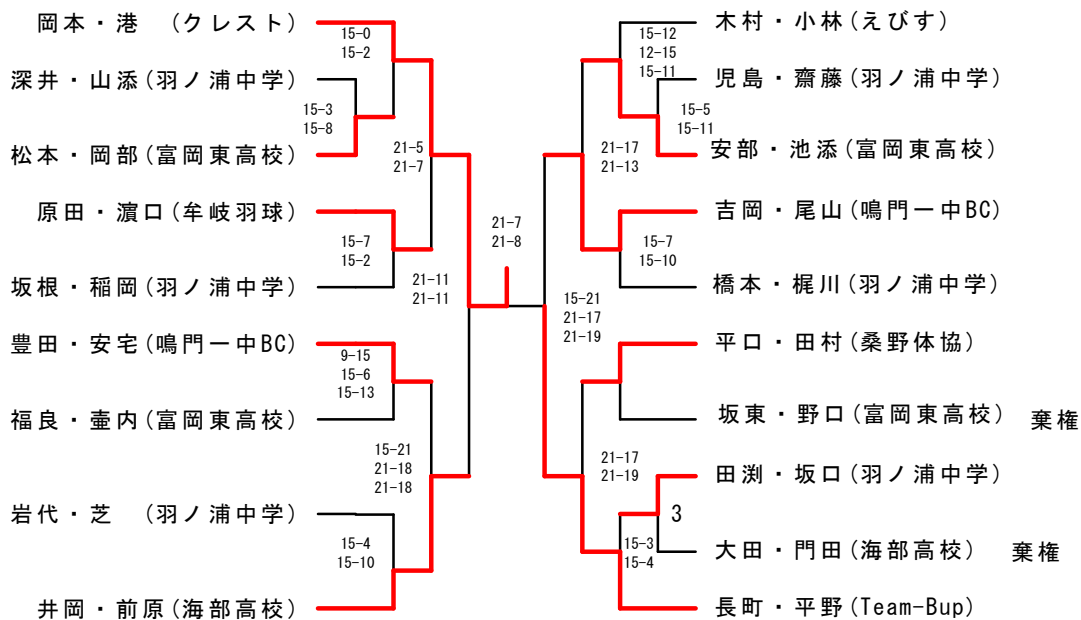 岡本・港　(クレスト)
15-0
15-2
深井・山添(羽ノ浦中学)
15-3
15-8
松本・岡部(富岡東高校)
21-5
21-7
原田・濵口(牟岐羽球)
15-7
15-2
坂根・稲岡(羽ノ浦中学)
21-11
21-11
豊田・安宅(鳴門一中BC)
9-15
15-6
15-13
福良・壷内(富岡東高校)
15-21
21-18
21-18
岩代・芝　(羽ノ浦中学)
15-4
15-10
井岡・前原(海部高校)
21-7
21-8
木村・小林(えびす)
15-12
12-15
15-11
児島・齋藤(羽ノ浦中学)
15-5
15-11
安部・池添(富岡東高校)
21-17
21-13
吉岡・尾山(鳴門一中BC)
15-7
15-10
橋本・梶川(羽ノ浦中学)
15-21
21-17
21-19
平口・田村(桑野体協)
坂東・野口(富岡東高校)　棄権
21-17
21-19
田渕・坂口(羽ノ浦中学)
3
大田・門田(海部高校)　棄権
15-3
15-4
長町・平野(Team-Bup)